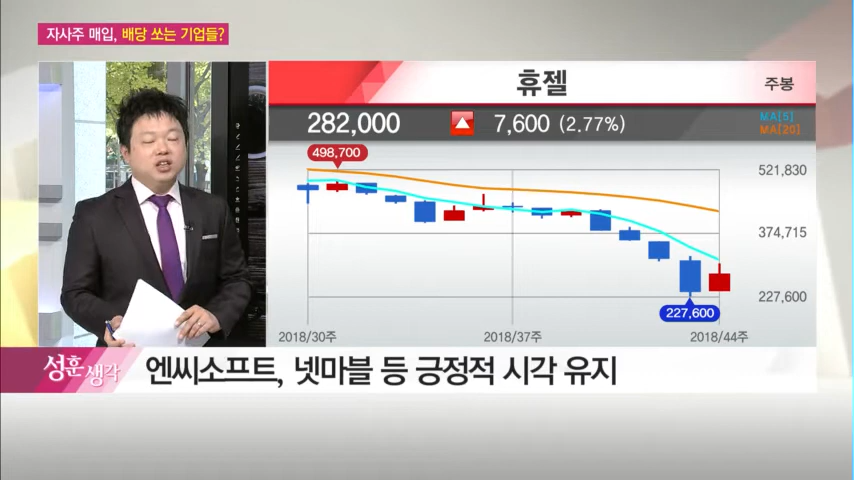 자사주 매입, 배당 쏘는 기업들?
휴젤
주봉
282,000
7,600 (2.77%)
MA[5]
MA[20]
498,700
521,830
374,715
227,600
227,600
2018/30주
2018/37주
2018/44주
성훈생각
엔씨소프트, 넷마블 등 긍정적 시각 유지